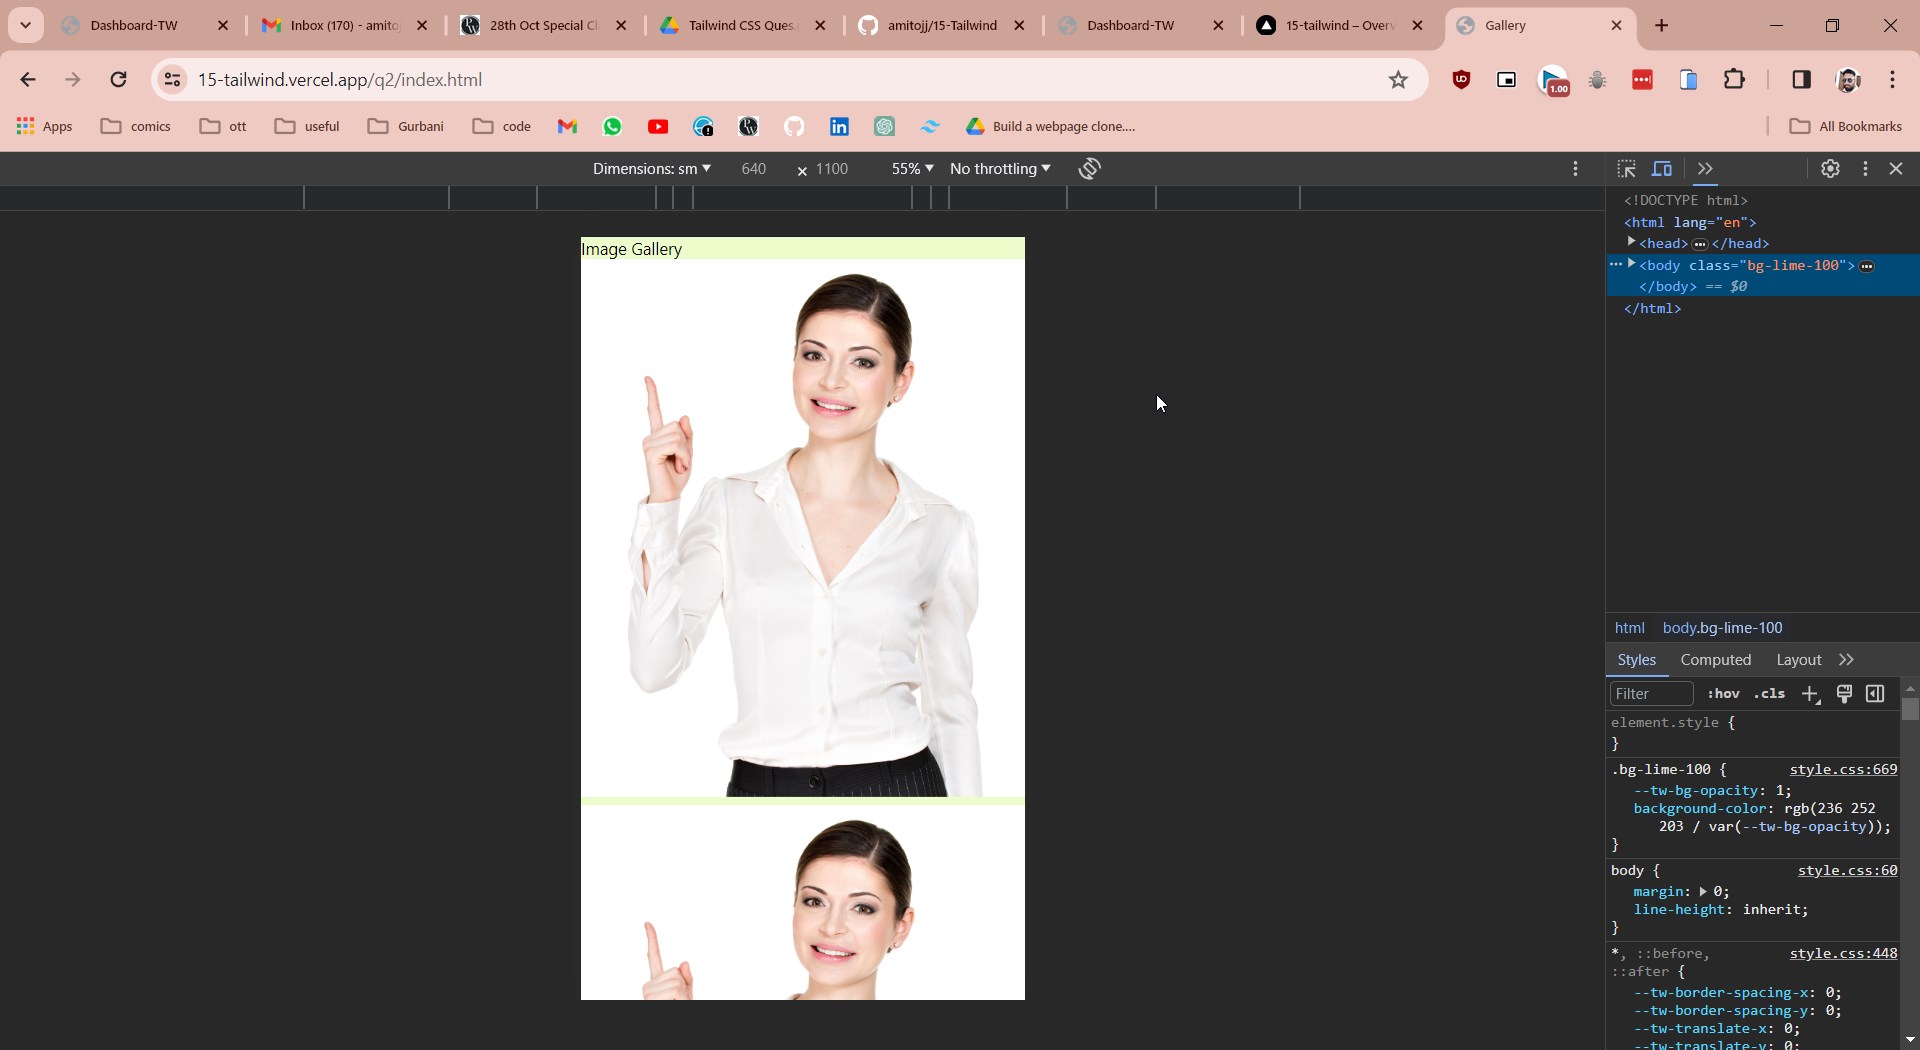 Dashboard-TW
Inbox (170) - amito
28th Oct Special Cl
Tailwind CSS Ques
amitojj/15-Tailwind
Dashboard-TW
15-tailwind – Overv
Gallery
15-tailwind.vercel.app/q2/index.html
1.00
Apps
comics
ott
useful
Gurbani
code
Build a webpage clone....
All Bookmarks
Dimensions: sm
640
× 1100
55%
No throttling
Image Gallery
<!DOCTYPE html>
<html lang="en">
<head> ••• </head>
••• <body class="bg-lime-100"> •••
</body> == $0
</html>
html
body.bg-lime-100
Styles
Computed
Layout
Filter
:hov
.cls
element.style {
}
.bg-lime-100 { style.css:669
--tw-bg-opacity: 1;
background-color: rgb(236 252
203 / var(--tw-bg-opacity));
}
body { style.css:60
margin: 0;
line-height: inherit;
}
*, ::before, style.css:448
::after {
--tw-border-spacing-x: 0;
--tw-border-spacing-y: 0;
--tw-translate-x: 0;
--tw-translate-y: 0;